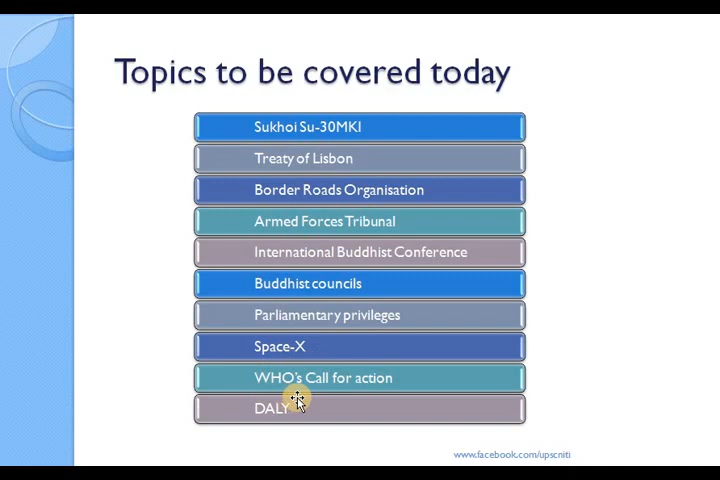 Topics to be covered today
Sukhoi Su-30MKI
Treaty of Lisbon
Border Roads Organisation
Armed Forces Tribunal
International Buddhist Conference
Buddhist councils
Parliamentary privileges
Space-X
WHO's Call for action
DALY
www.facebook.com/upscniti